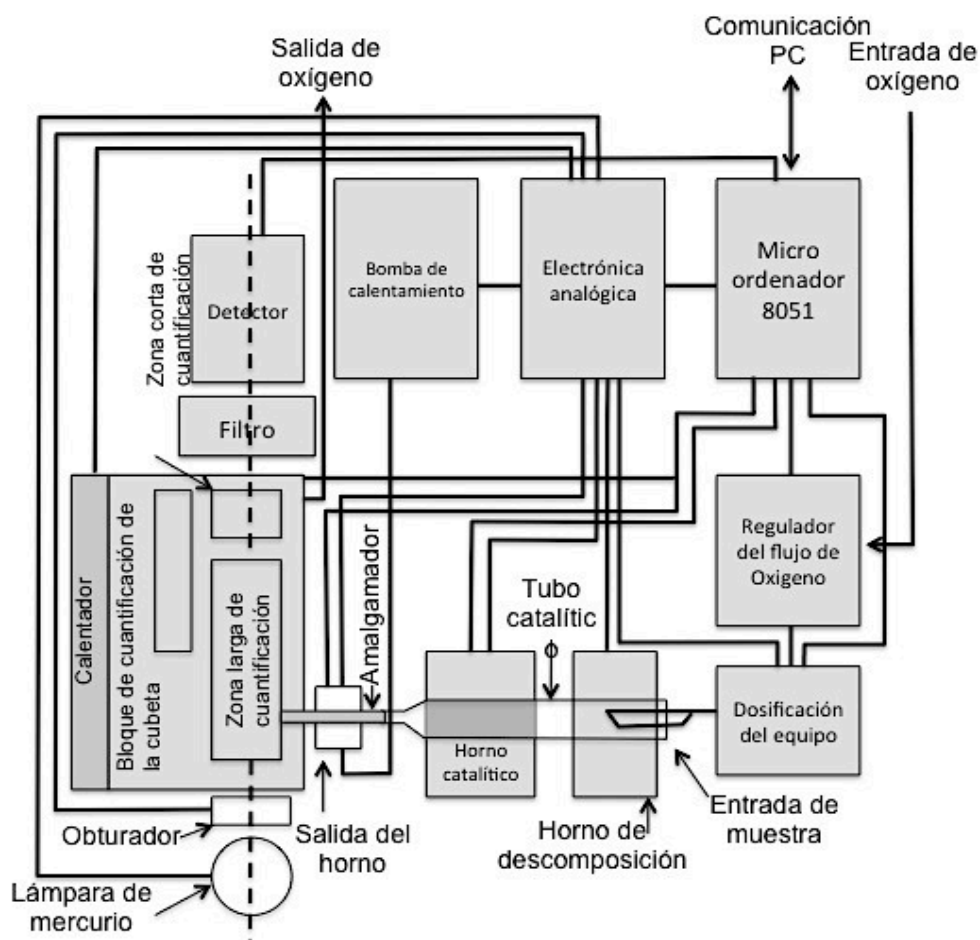 Salida de
oxígeno
Comunicación
PC
Entrada de
oxígeno
Zona corta de
cuantificación
Detector
Bomba de
calentamiento
Electrónica
analógica
Micro
ordenador
8051
Filtro
Calentador
Bloque de cuantificación de
la cubeta
Zona larga de
cuantificación
Amalgamador
Tubo
catalític
o
Regulador
del flujo de
Oxigeno
Horno
catalítico
Dosificación
del equipo
Obturador
Salida del
horno
Horno de
descomposición
Entrada de
muestra
Lámpara de
mercurio